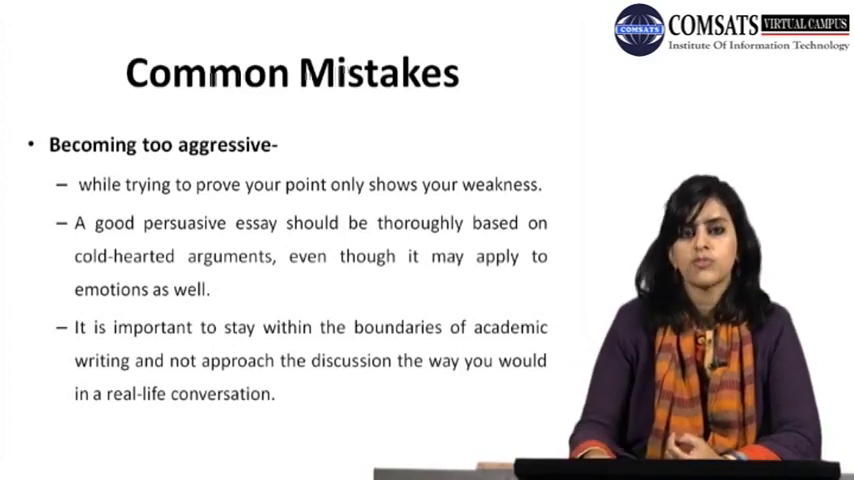 COMSATS VIRTUAL CAMPUS
COMSATS
Institute Of Information Technology
Common Mistakes
• Becoming too aggressive-
– while trying to prove your point only shows your weakness.
– A good persuasive essay should be thoroughly based on
cold-hearted arguments, even though it may apply to
emotions as well.
– It is important to stay within the boundaries of academic
writing and not approach the discussion the way you would
in a real-life conversation.